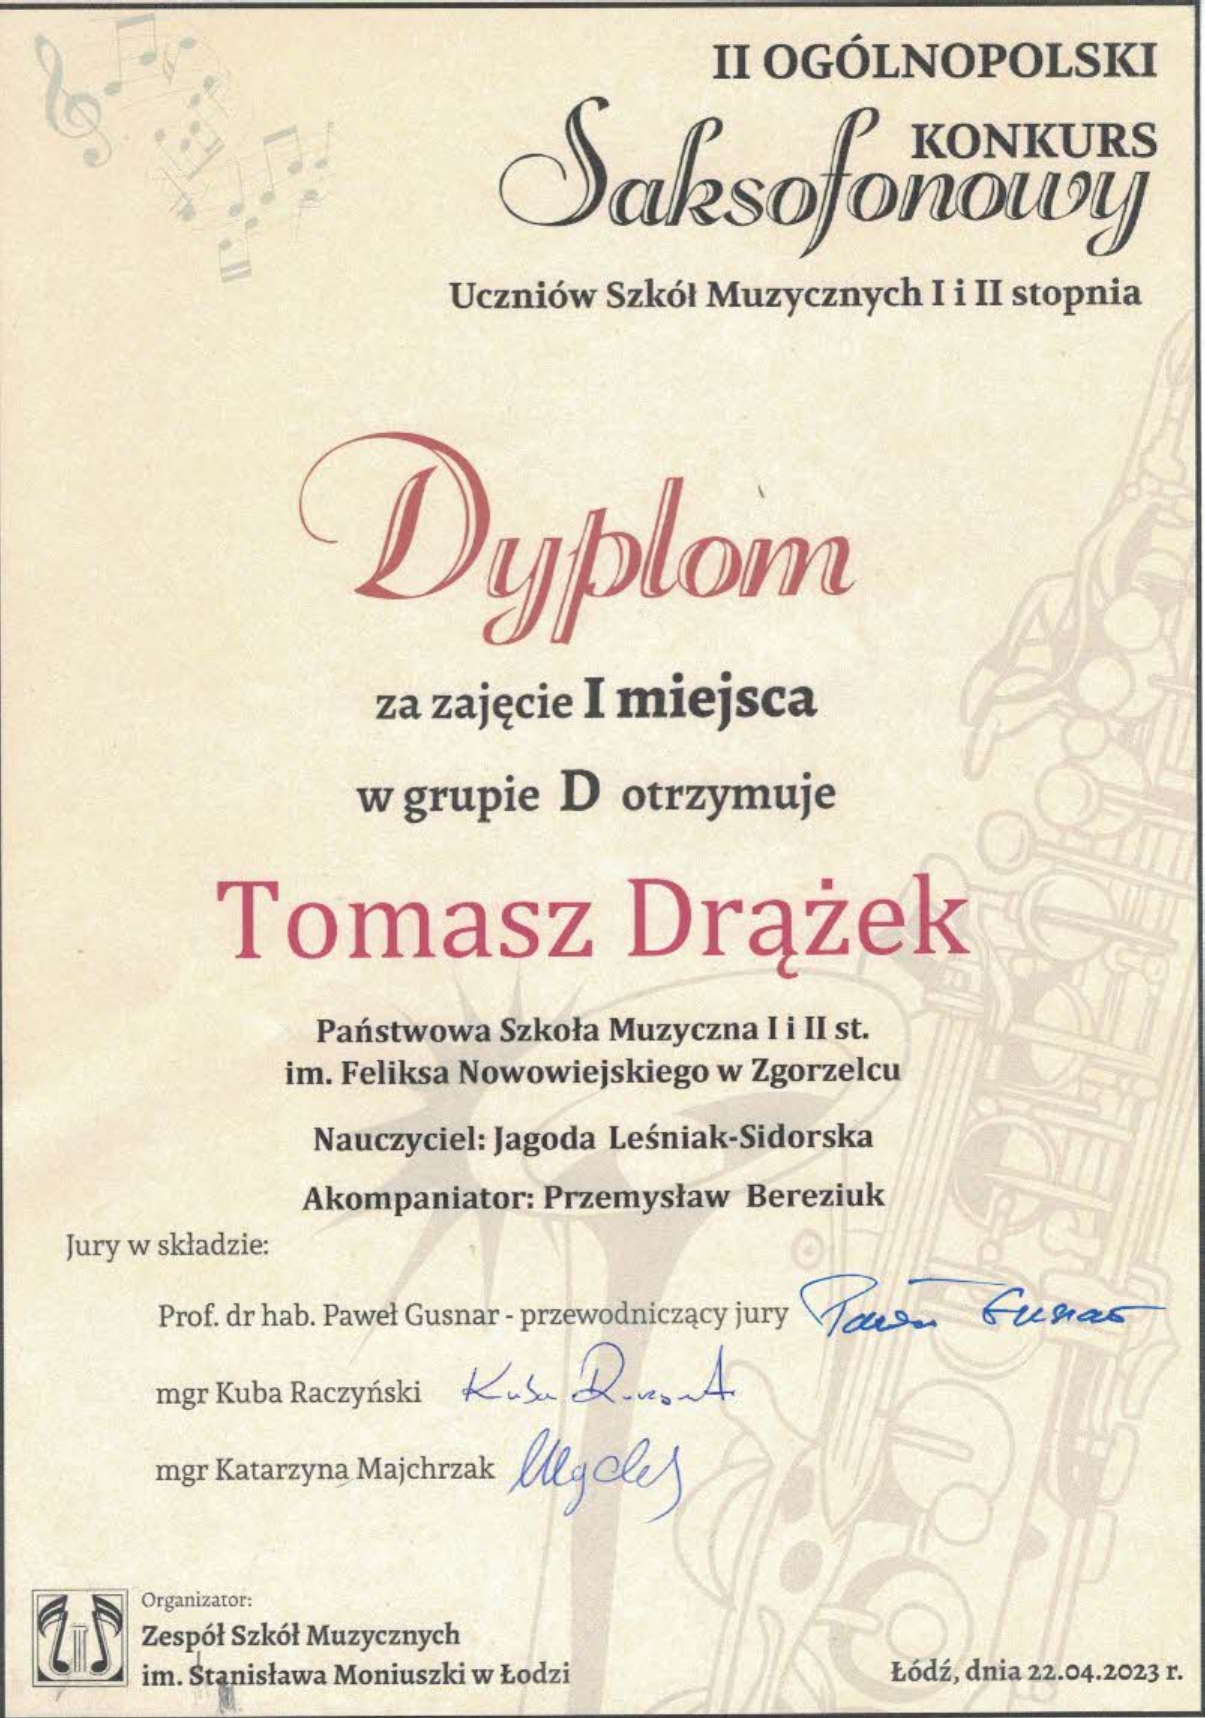 II OGÓLNOPOLSKI
KONKURS
Saksofonowy
Uczniów Szkół Muzycznych I i II stopnia
Dyplom
za zajęcie I miejsca
w grupie D otrzymuje
Tomasz Drążek
Państwowa Szkoła Muzyczna I i II st.
im. Feliksa Nowowiejskiego w Zgorzelcu
Nauczyciel: Jagoda Leśniak-Sidorska
Akompaniator: Przemysław Bereziuk
Jury w składzie:
Prof. dr hab. Paweł Gusnar - przewodniczący jury Paweł Gusnar
mgr Kuba Raczyński Kuba
mgr Katarzyna Majchrzak
Organizator:
Zespół Szkół Muzycznych
im. Stanisława Moniuszki w Łodzi
Łódź, dnia 22.04.2023 r.